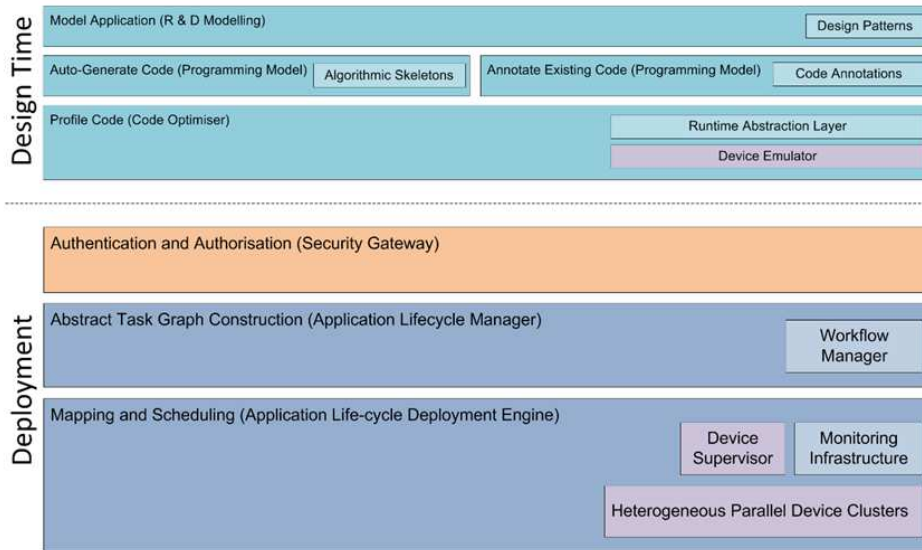 Design Time
Model Application (R & D Modelling)
Design Patterns
Auto-Generate Code (Programming Model)
Algorithmic Skeletons
Annotate Existing Code (Programming Model)
Code Annotations
Profile Code (Code Optimiser)
Runtime Abstraction Layer
Device Emulator
Deployment
Authentication and Authorisation (Security Gateway)
Abstract Task Graph Construction (Application Lifecycle Manager)
Workflow
Manager
Mapping and Scheduling (Application Life-cycle Deployment Engine)
Device
Supervisor
Monitoring
Infrastructure
Heterogeneous Parallel Device Clusters